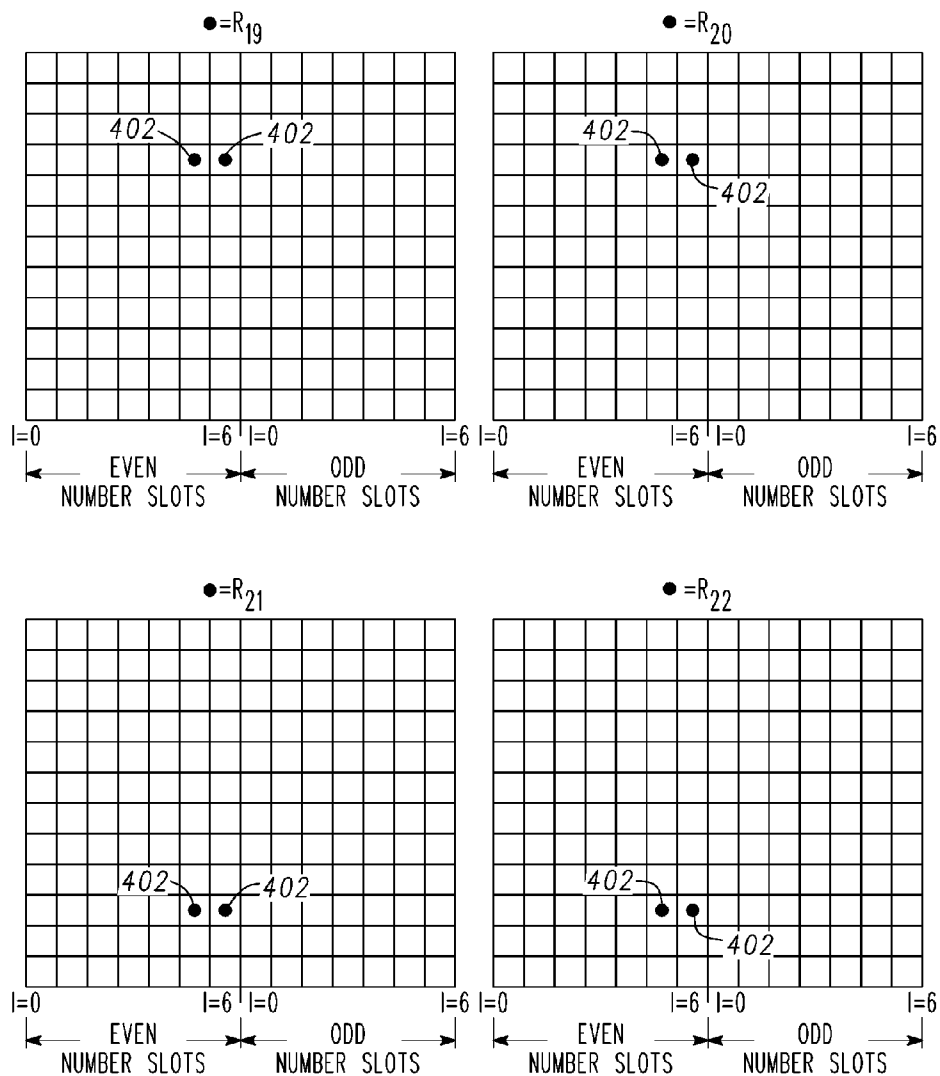 ●=R19
● =R20
402 402
402
402
l=0 l=6 l=0 l=6
l=0 l=6 l=0 l=6
EVEN NUMBER SLOTS
ODD NUMBER SLOTS
EVEN NUMBER SLOTS
ODD NUMBER SLOTS
●=R21
● =R22
402 402
402
402
l=0 l=6 l=0 l=6
l=0 l=6 l=0 l=6
EVEN NUMBER SLOTS
ODD NUMBER SLOTS
EVEN NUMBER SLOTS
ODD NUMBER SLOTS